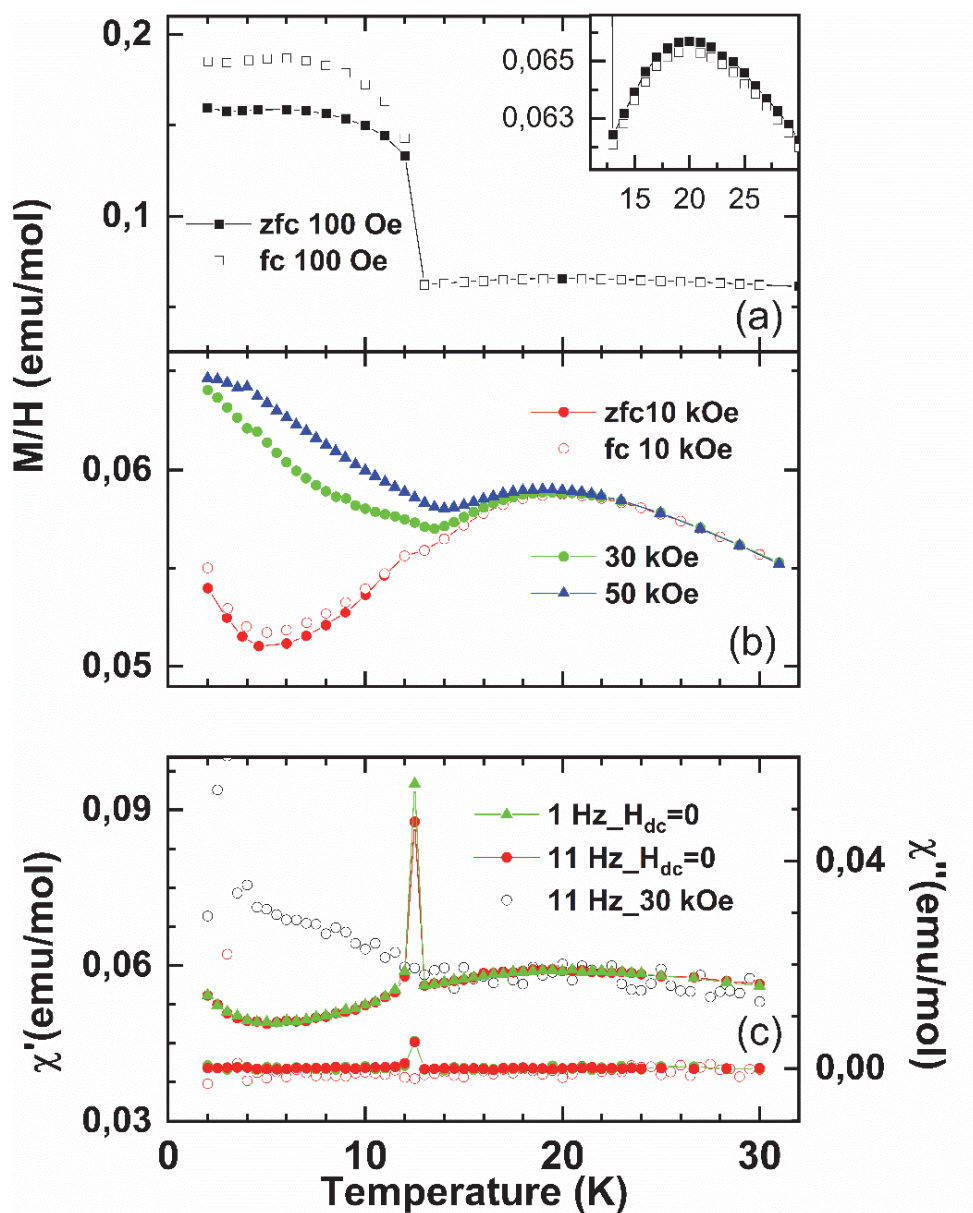 M/H (emu/mol)
0,2
0,1
zfc 100 Oe
fc 100 Oe
0,065
0,063
15 20 25
(a)
0,06
0,05
zfc10 kOe
fc 10 kOe
30 kOe
50 kOe
(b)
χ'(emu/mol)
0,09
0,06
0,03
1 Hz_Hdc=0
11 Hz_Hdc=0
11 Hz_30 kOe
(c)
0,04
0,00
χ''(emu/mol)
0 10 20 30
Temperature (K)